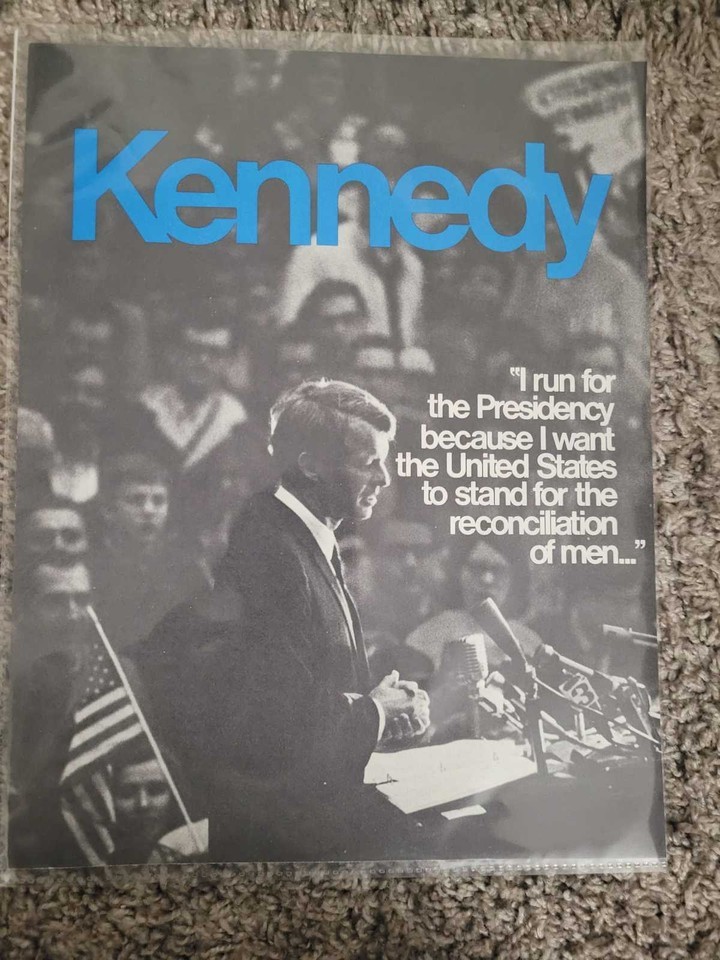 Kennedy
"I run for
the Presidency
because I want
the United States
to stand for the
reconciliation
of men..."